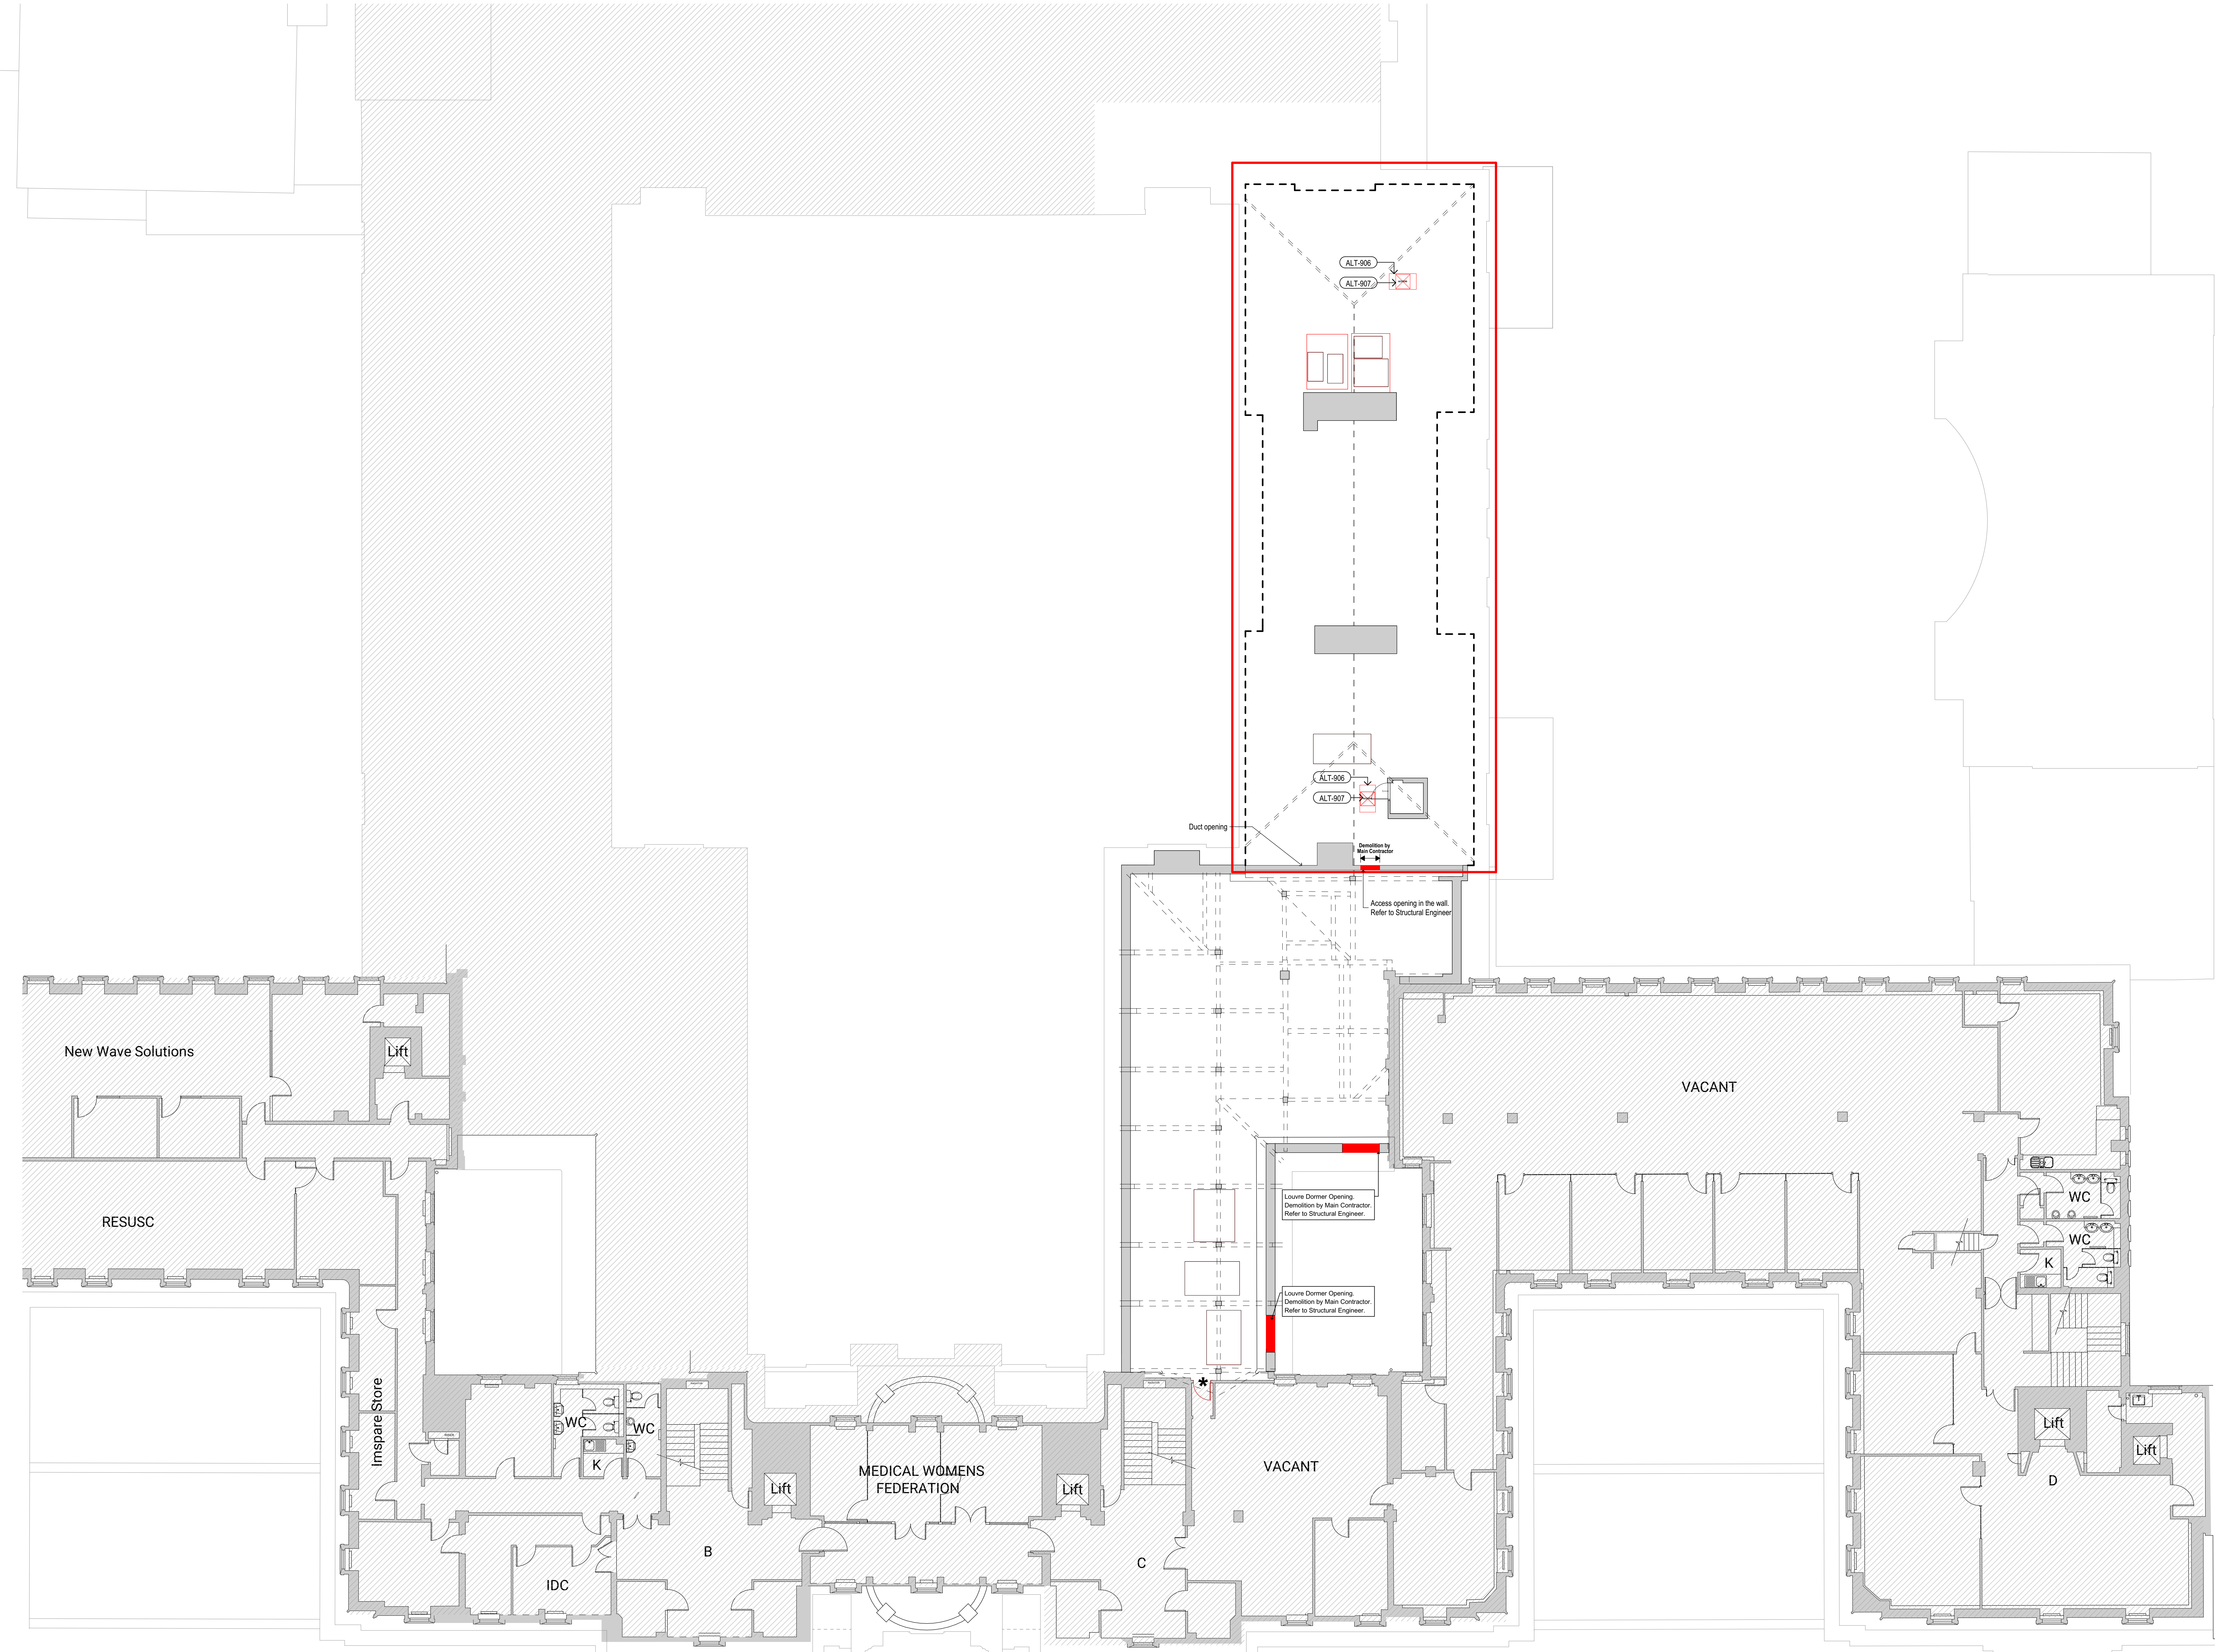 ALT-906
ALT-907
ALT-906
ALT-907
Duct opening
Demolition by
Main Contractor
Access opening in the wall.
Refer to Structural Engineer
New Wave Solutions
Lift
VACANT
RESUSC
Louvre Dormer Opening.
Demolition by Main Contractor.
Refer to Structural Engineer.
WC
WC
K
Louvre Dormer Opening.
Demolition by Main Contractor.
Refer to Structural Engineer.
Imspare Store
*
WC
WC
K
Lift
MEDICAL WOMENS
FEDERATION
Lift
VACANT
Lift
Lift
D
B
C
IDC